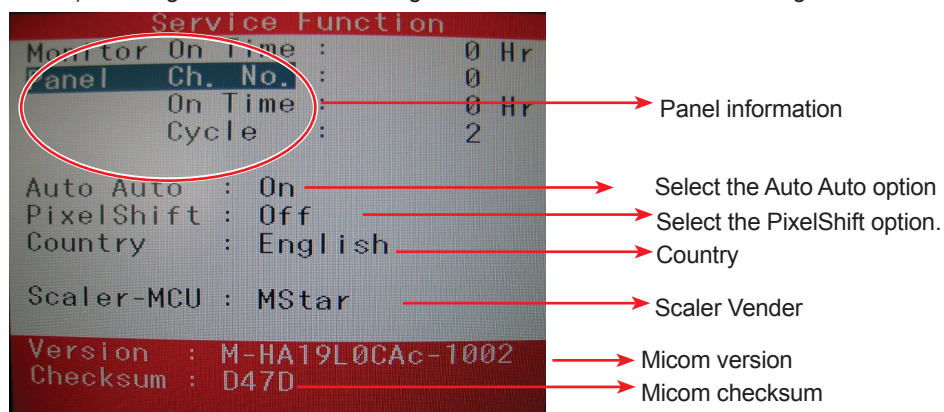 Service Function
Monitor On Time : 0 Hr
Panel Ch. No. : 0
On Time : 0 Hr
Cycle : 2
Panel information
Auto Auto : On
Select the Auto Auto option
PixelShift : Off
Select the PixelShift option.
Country : English
Country
Scaler-MCU : MStar
Scaler Vender
Version : M-HA19L0CAc-1002
Micom version
Checksum : D47D
Micom checksum